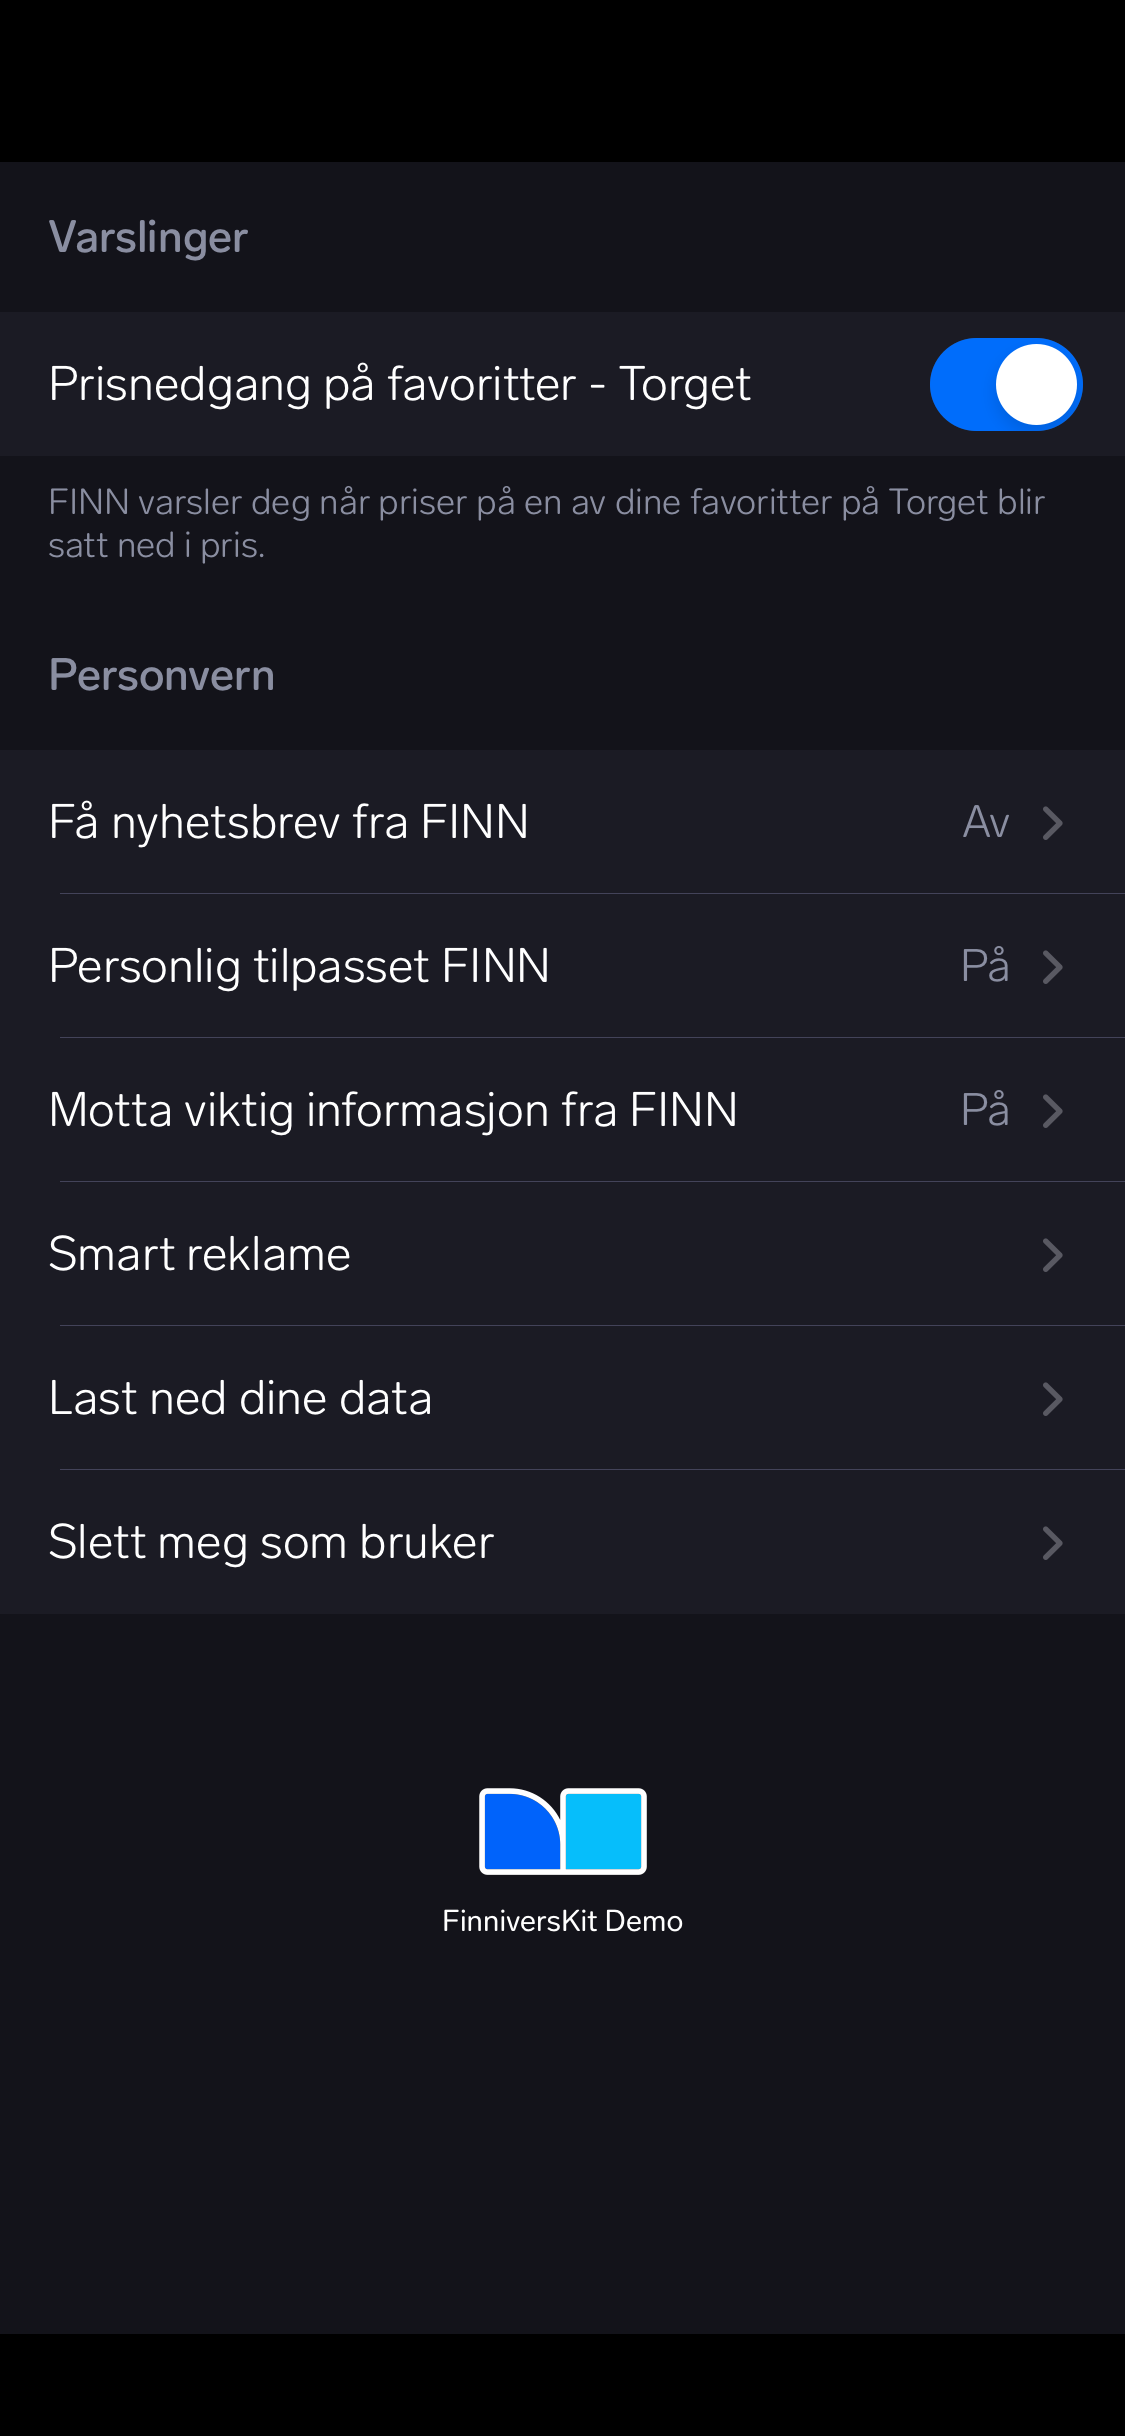 Varslinger
Prisnedgang på favoritter - Torget
FINN varsler deg når priser på en av dine favoritter på Torget blir
satt ned i pris.
Personvern
Få nyhetsbrev fra FINN Av
Personlig tilpasset FINN På
Motta viktig informasjon fra FINN På
Smart reklame
Last ned dine data
Slett meg som bruker
FinniversKit Demo